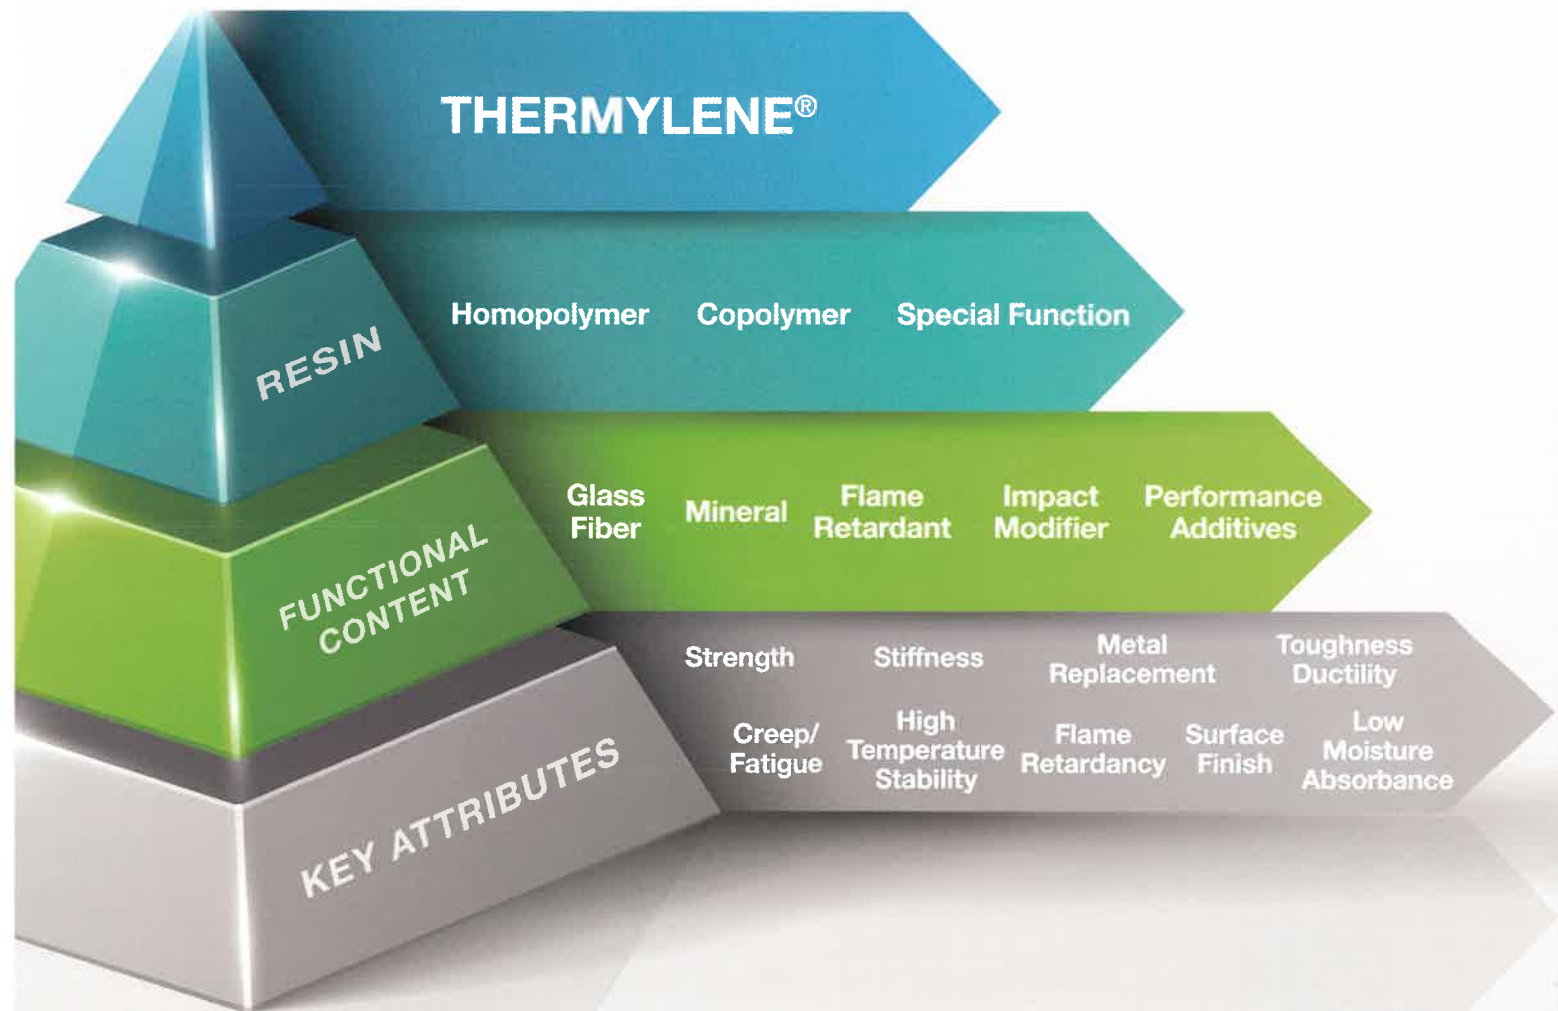 THERMYLENE®
RESIN
Homopolymer Copolymer Special Function
FUNCTIONAL
CONTENT
Glass
Fiber
Mineral
Flame
Retardant
Impact
Modifier
Performance
Additives
KEY ATTRIBUTES
Strength
Stiffness
Metal
Replacement
Toughness
Ductility
Creep/
Fatigue
High
Temperature
Stability
Flame
Retardancy
Surface
Finish
Low
Moisture
Absorbance